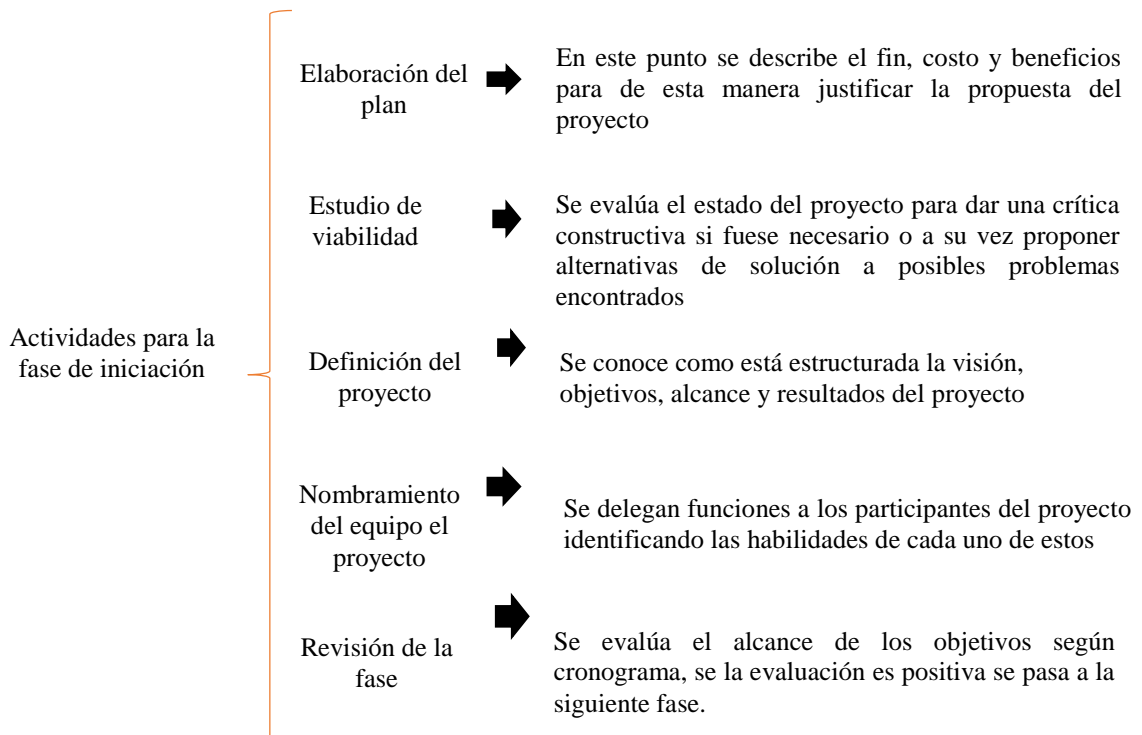 Actividades para la
fase de iniciación
Elaboración del
plan
En este punto se describe el fin, costo y beneficios
para de esta manera justificar la propuesta del
proyecto
Estudio de
viabilidad
Se evalúa el estado del proyecto para dar una crítica
constructiva si fuese necesario o a su vez proponer
alternativas de solución a posibles problemas
encontrados
Definición del
proyecto
Se conoce como está estructurada la visión,
objetivos, alcance y resultados del proyecto
Nombramiento
del equipo el
proyecto
Se delegan funciones a los participantes del proyecto
identificando las habilidades de cada uno de estos
Revisión de la
fase
Se evalúa el alcance de los objetivos según
cronograma, se la evaluación es positiva se pasa a la
siguiente fase.